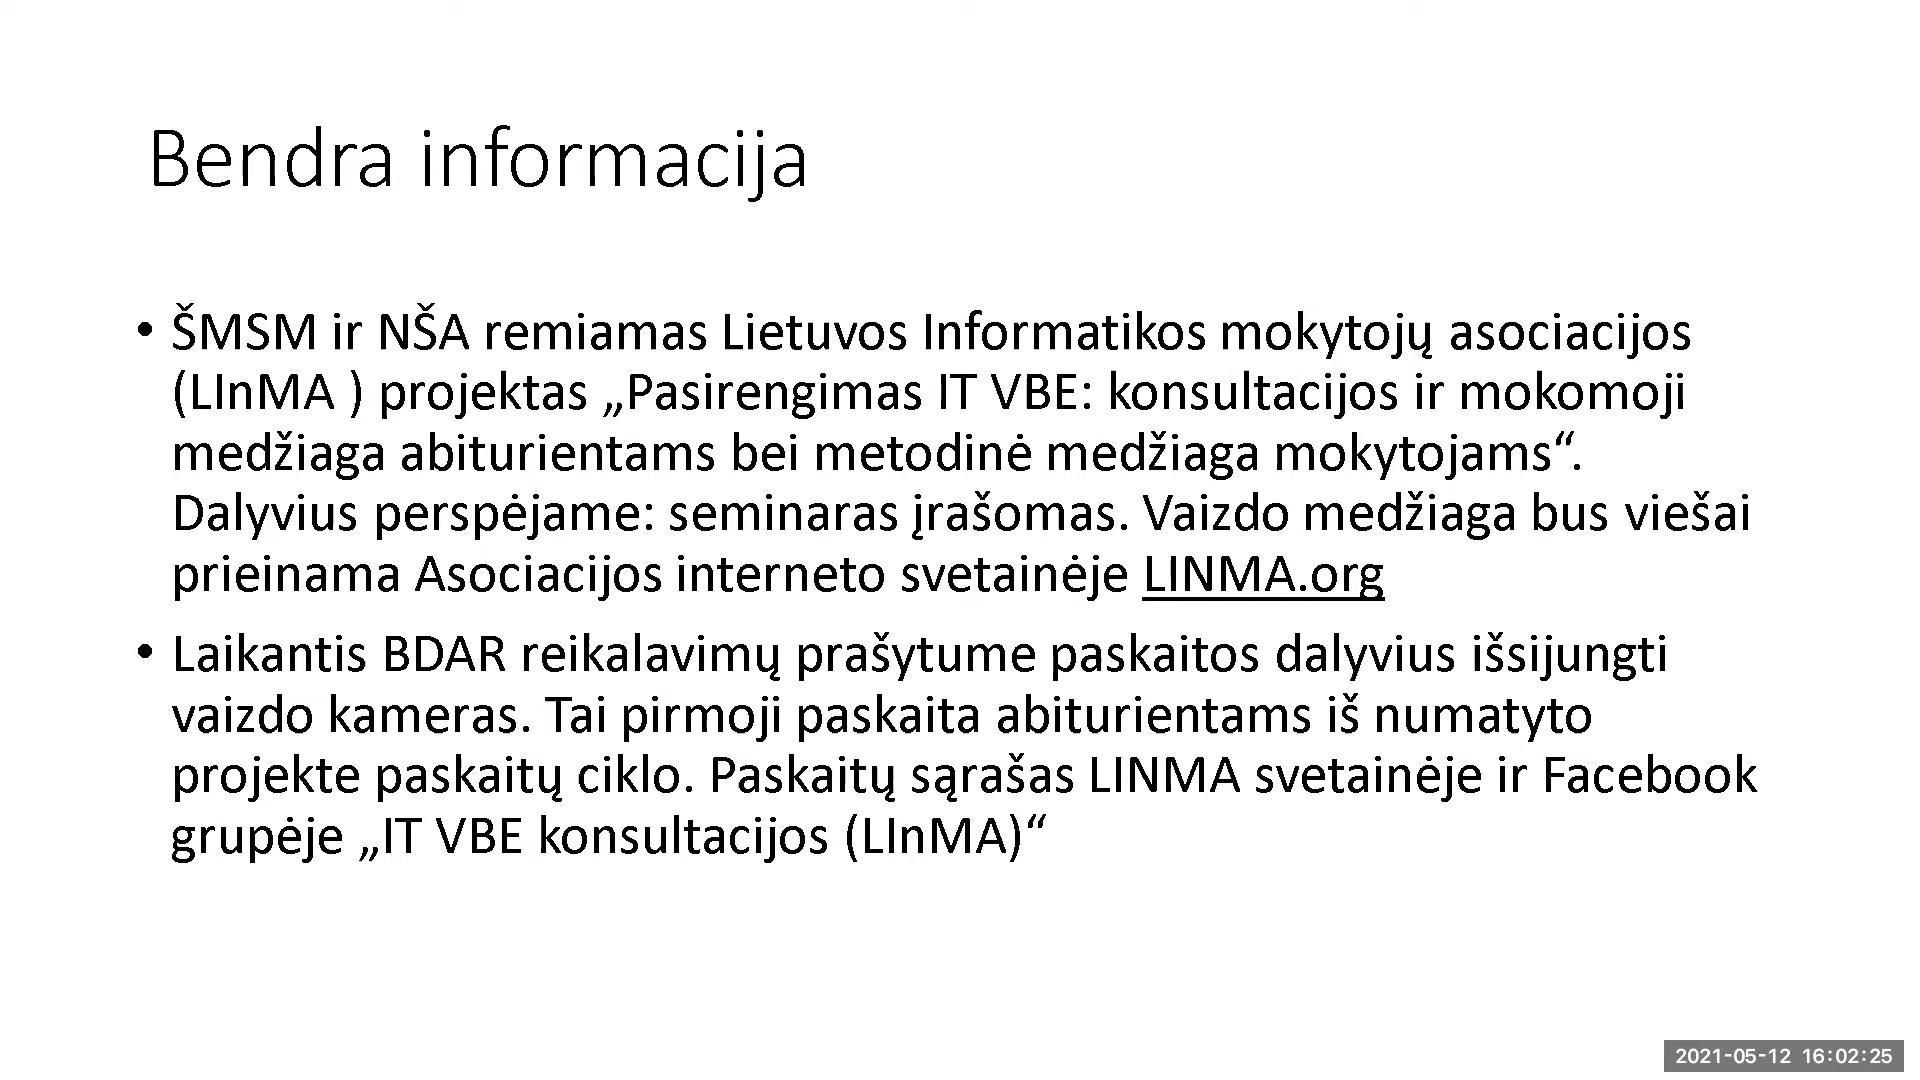 Bendra informacija
• ŠMSM ir NŠA remiamas Lietuvos Informatikos mokytojų asociacijos
(LInMA ) projektas „Pasirengimas IT VBE: konsultacijos ir mokomoji
medžiaga abiturientams bei metodinė medžiaga mokytojams“.
Dalyvius perspėjame: seminaras įrašomas. Vaizdo medžiaga bus viešai
prieinama Asociacijos interneto svetainėje LINMA.org
• Laikantis BDAR reikalavimų prašytume paskaitos dalyvius išsijungti
vaizdo kameras. Tai pirmoji paskaita abiturientams iš numatyto
projekte paskaitų ciklo. Paskaitų sąrašas LINMA svetainėje ir Facebook
grupėje „IT VBE konsultacijos (LInMA)“
2021-05-12 16:02:25